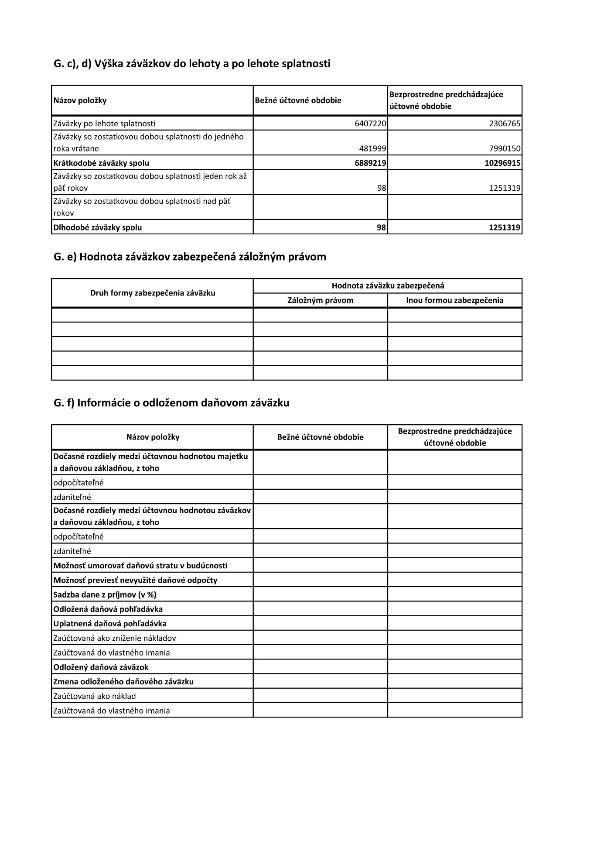 G. c), d) Výška záväzkov do lehoty a po lehote splatnosti
Názov položky Bežné účtovné obdobie Bezprostredne predchádzajúce
účtovné obdobie
Záväzky po lehote splatnosti 6407220 2306765
Záväzky so zostatkovou dobou splatnosti do jedného
roka vrátane 481999 7990150
Krátkodobé záväzky spolu 6889219 10296915
Záväzky so zostatkovou dobou splatnosti jeden rok až
päť rokov 98 1251319
Záväzky so zostatkovou dobou splatnosti nad päť
rokov
Dlhodobé záväzky spolu 98 1251319
G. e) Hodnota záväzkov zabezpečená záložným právom
Druh formy zabezpečenia záväzku Hodnota záväzku zabezpečená
Záložným právom Inou formou zabezpečenia
G. f) Informácie o odloženom daňovom záväzku
Názov položky Bežné účtovné obdobie Bezprostredne predchádzajúce
účtovné obdobie
Dočasné rozdiely medzi účtovnou hodnotou majetku
a daňovou základňou, z toho
odpočítateľné
zdaniteľné
Dočasné rozdiely medzi účtovnou hodnotou záväzkov
a daňovou základňou, z toho
odpočítateľné
zdaniteľné
Možnosť umorovať daňovú stratu v budúcnosti
Možnosť previesť nevyužité daňové odpočty
Sadzba dane z príjmov (v %)
Odložená daňová pohľadávka
Uplatnená daňová pohľadávka
Zaúčtovaná ako zníženie nákladov
Zaúčtovaná do vlastného imania
Odložený daňová záväzok
Zmena odloženého daňového záväzku
Zaúčtovaná ako náklad
Zaúčtovaná do vlastného imania